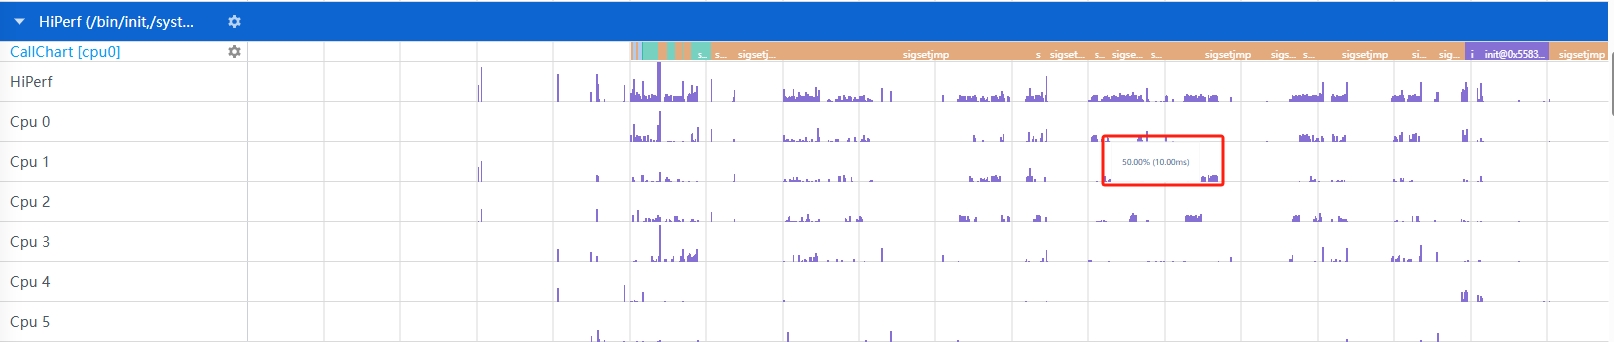 HiPerf (/bin/init,/syst...
CallChart [cpu0]
s... s... sigsetj... sigsetjmp s sigset... s... sigse... s... sigsetjmp sigs... s... sigsetjmp si... sig... i init@0x5583... sigsetjmp
HiPerf
Cpu 0
Cpu 1
50.00% (10.00ms)
Cpu 2
Cpu 3
Cpu 4
Cpu 5